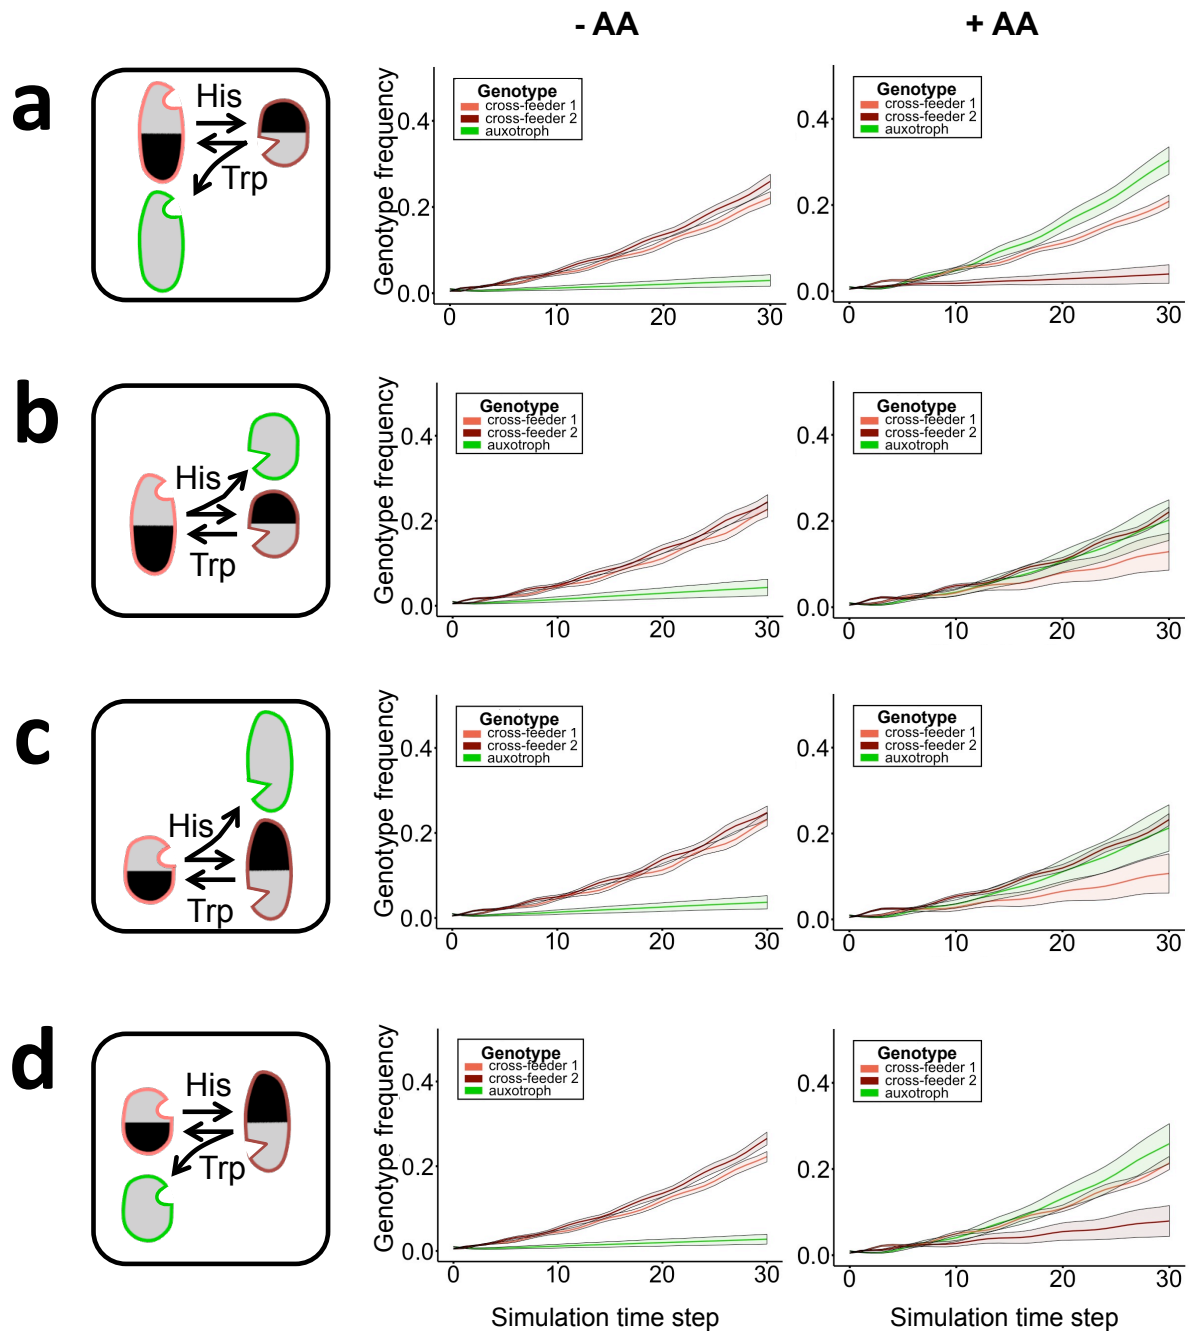 - AA
+ AA
a
His
Trp
Genotype frequency
0.4
0.2
0.0
Genotype
cross-feeder 1
cross-feeder 2
auxotroph
0 10 20 30
0.4
0.2
0.0
Genotype
cross-feeder 1
cross-feeder 2
auxotroph
0 10 20 30
b
His
Trp
Genotype frequency
0.4
0.2
0.0
Genotype
cross-feeder 1
cross-feeder 2
auxotroph
0 10 20 30
0.4
0.2
0.0
Genotype
cross-feeder 1
cross-feeder 2
auxotroph
0 10 20 30
c
His
Trp
Genotype frequency
0.4
0.2
0.0
Genotype
cross-feeder 1
cross-feeder 2
auxotroph
0 10 20 30
0.4
0.2
0.0
Genotype
cross-feeder 1
cross-feeder 2
auxotroph
0 10 20 30
d
His
Trp
Genotype frequency
0.4
0.2
0.0
Genotype
cross-feeder 1
cross-feeder 2
auxotroph
0 10 20 30
0.4
0.2
0.0
Genotype
cross-feeder 1
cross-feeder 2
auxotroph
0 10 20 30
Simulation time step
Simulation time step